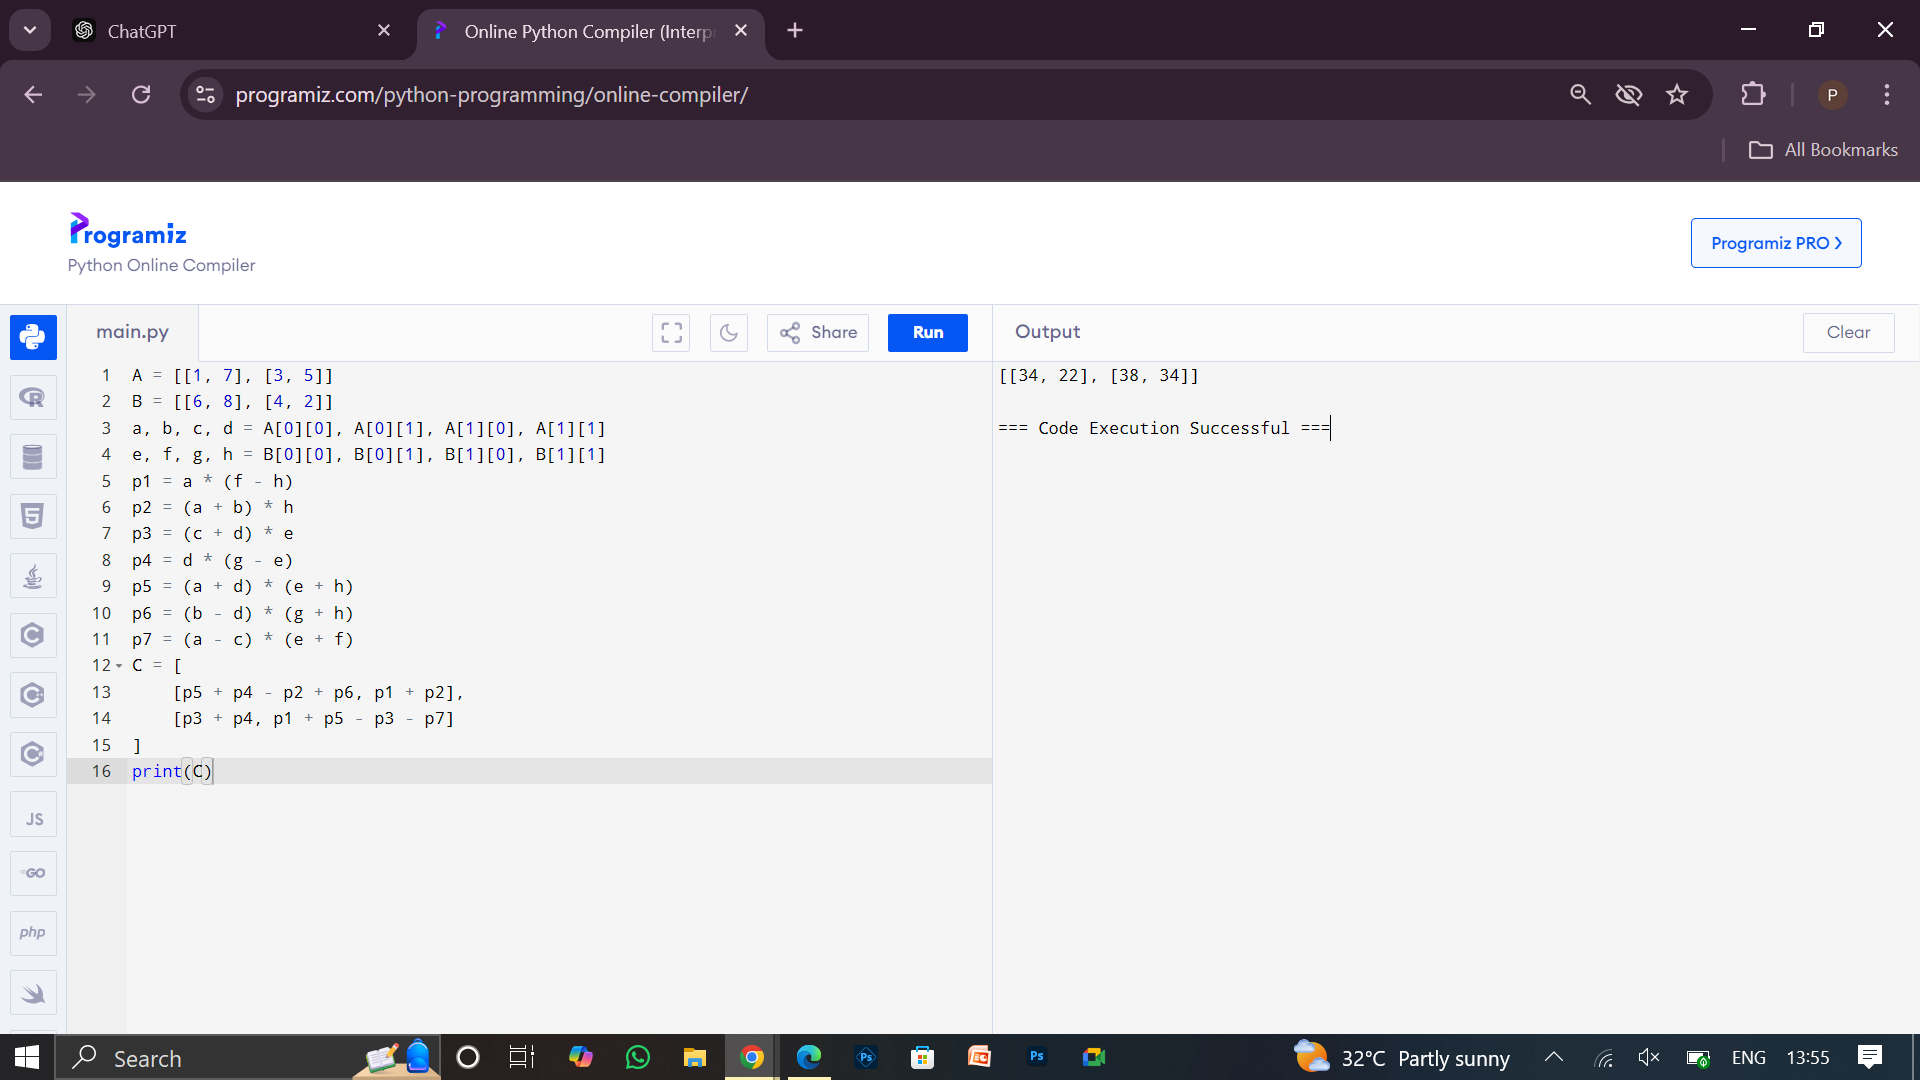 ChatGPT
Online Python Compiler (Interp
programiz.com/python-programming/online-compiler/
P
All Bookmarks
Programiz
Python Online Compiler
Programiz PRO
main.py
Share
Run
Output
Clear
1 A = [[1, 7], [3, 5]]
2 B = [[6, 8], [4, 2]]
3 a, b, c, d = A[0][0], A[0][1], A[1][0], A[1][1]
4 e, f, g, h = B[0][0], B[0][1], B[1][0], B[1][1]
5 p1 = a * (f - h)
6 p2 = (a + b) * h
7 p3 = (c + d) * e
8 p4 = d * (g - e)
9 p5 = (a + d) * (e + h)
10 p6 = (b - d) * (g + h)
11 p7 = (a - c) * (e + f)
12 C = [
13     [p5 + p4 - p2 + p6, p1 + p2],
14     [p3 + p4, p1 + p5 - p3 - p7]
15 ]
16 print(C)
[[34, 22], [38, 34]]
=== Code Execution Successful ===
JS
GO
php
Search
Ps
Ps
32°C Partly sunny
ENG
13:55